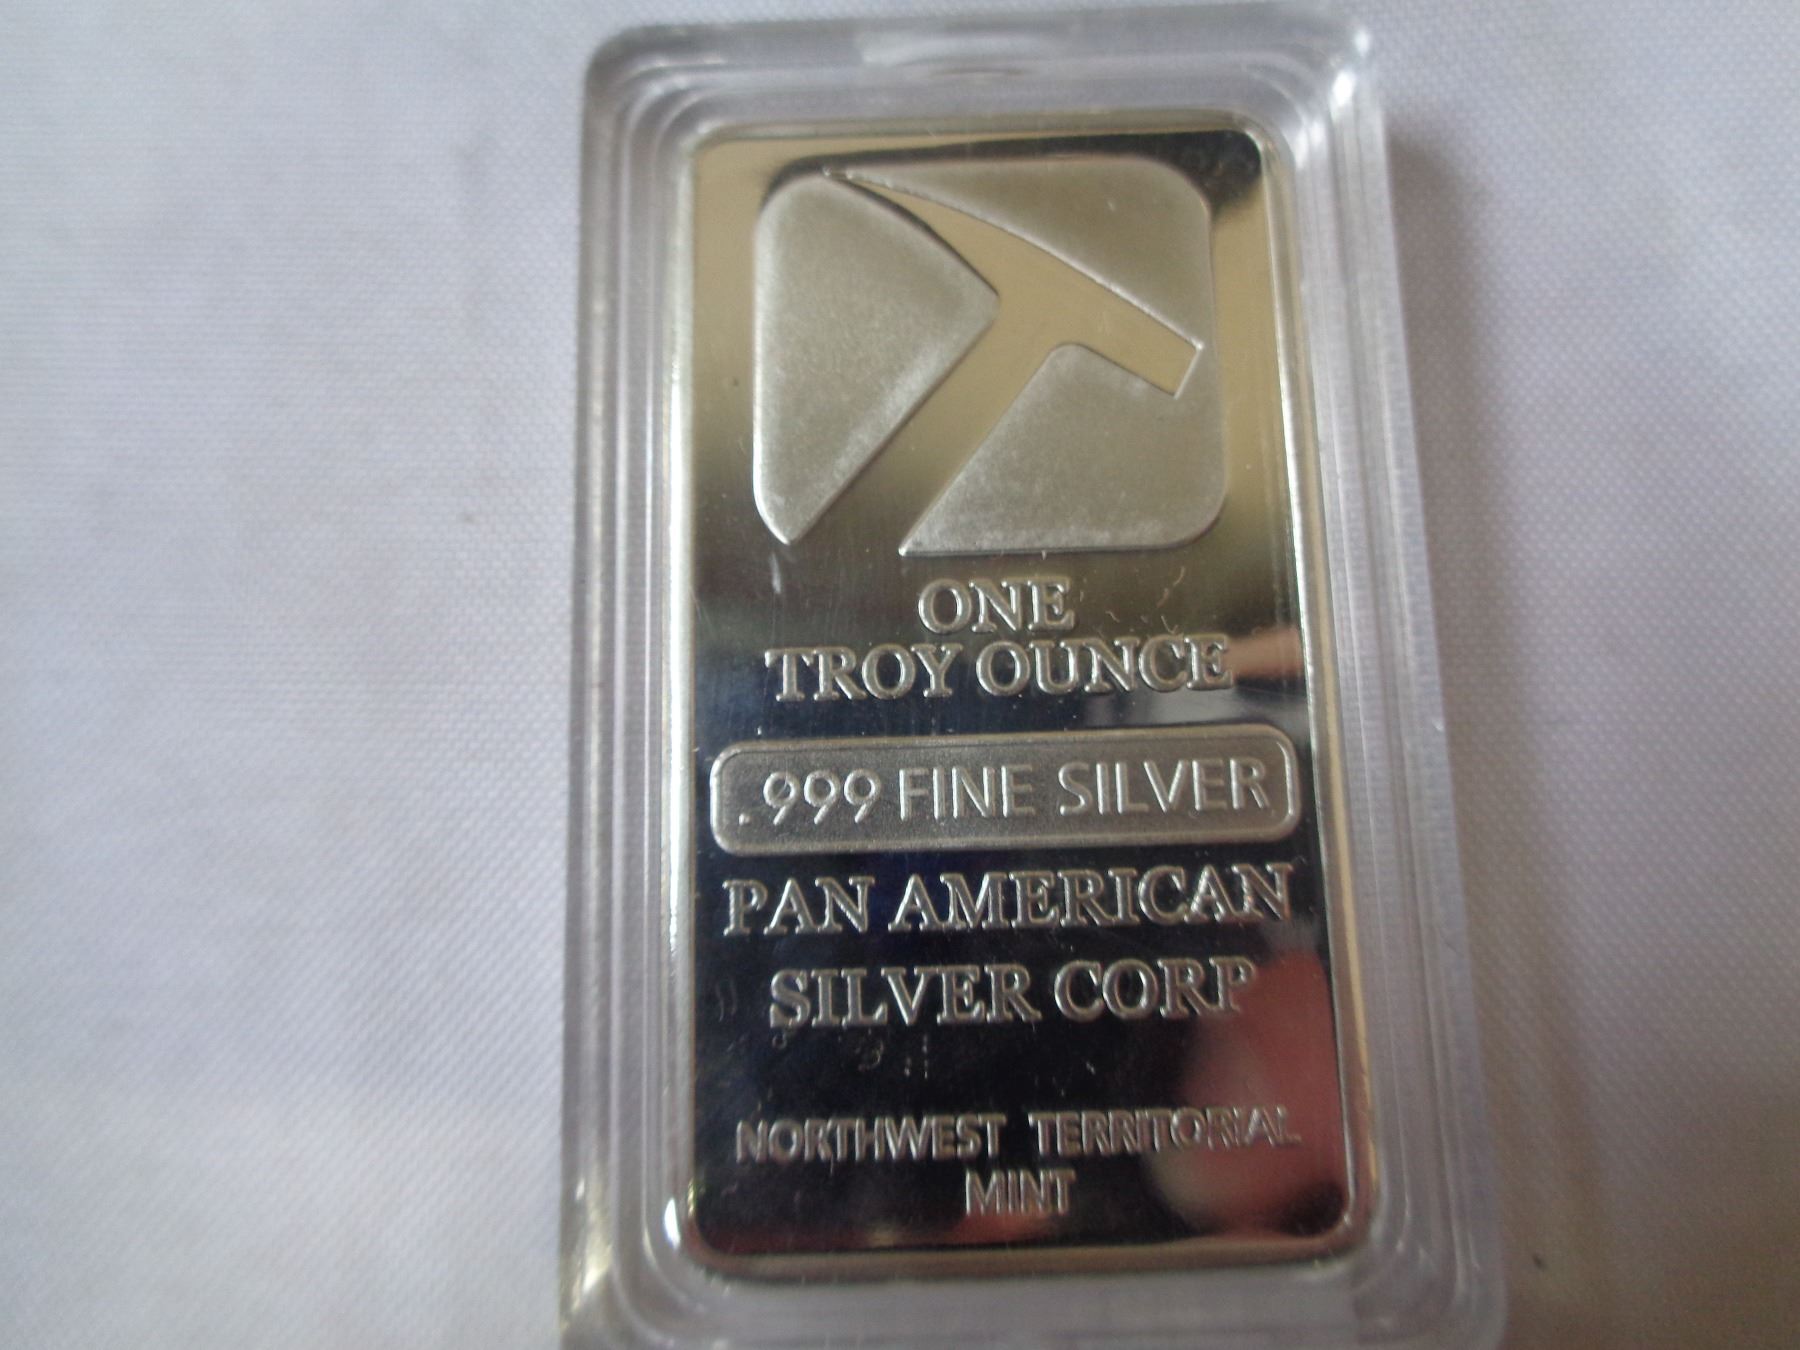 ONE
TROY OUNCE
.999 FINE SILVER
PAN AMERICAN
SILVER CORP
NORTHWEST TERRITORIAL
MINT